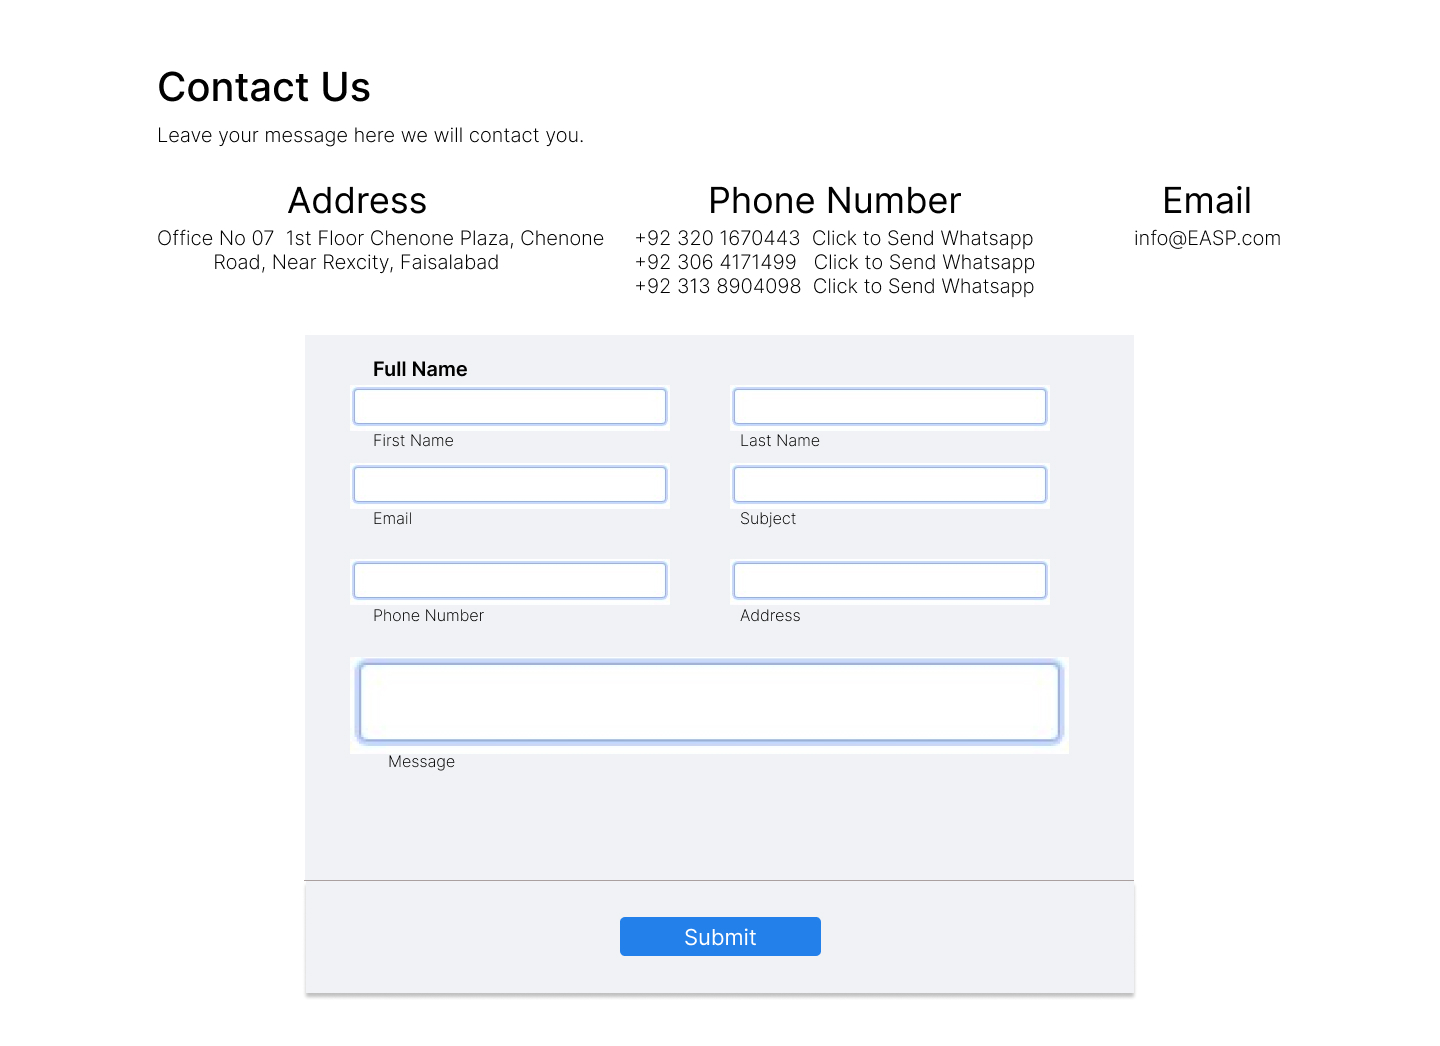 Contact Us
Leave your message here we will contact you.
Address
Office No 07 1st Floor Chenone Plaza, Chenone
Road, Near Rexcity, Faisalabad
Phone Number
+92 320 1670443 Click to Send Whatsapp
+92 306 4171499 Click to Send Whatsapp
+92 313 8904098 Click to Send Whatsapp
Email
info@EASP.com
Full Name
First Name
Last Name
Email
Subject
Phone Number
Address
Message
Submit